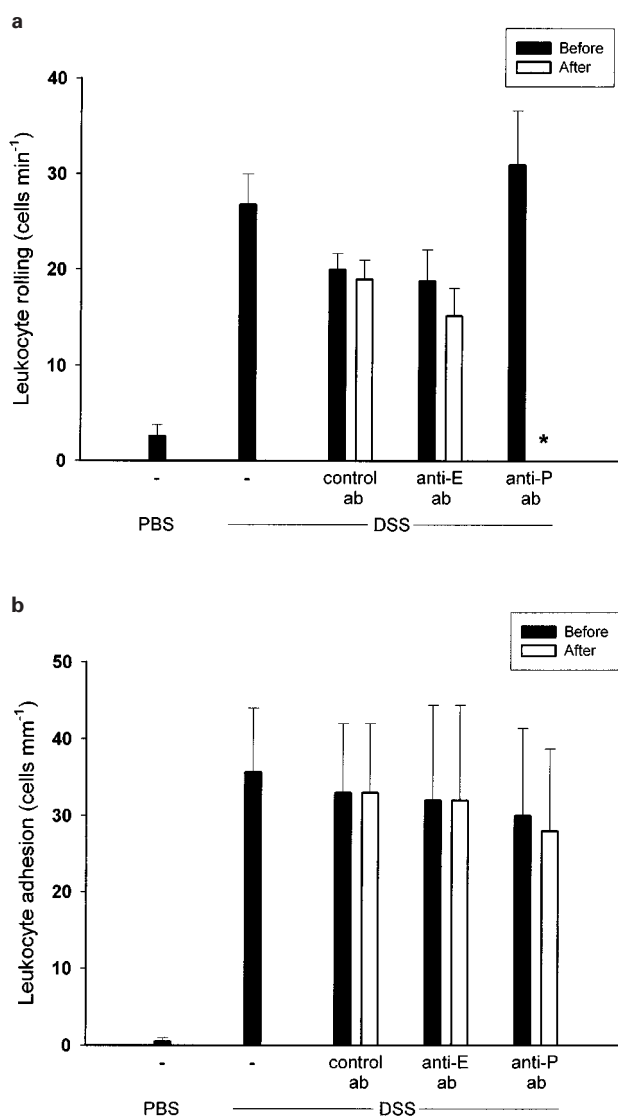 a
Before
After
Leukocyte rolling (cells min⁻¹)
40
30
20
10
0
*
- - control anti-E anti-P
ab ab ab
PBS DSS
b
Before
After
Leukocyte adhesion (cells mm⁻¹)
50
40
30
20
10
0
- - control anti-E anti-P
ab ab ab
PBS DSS